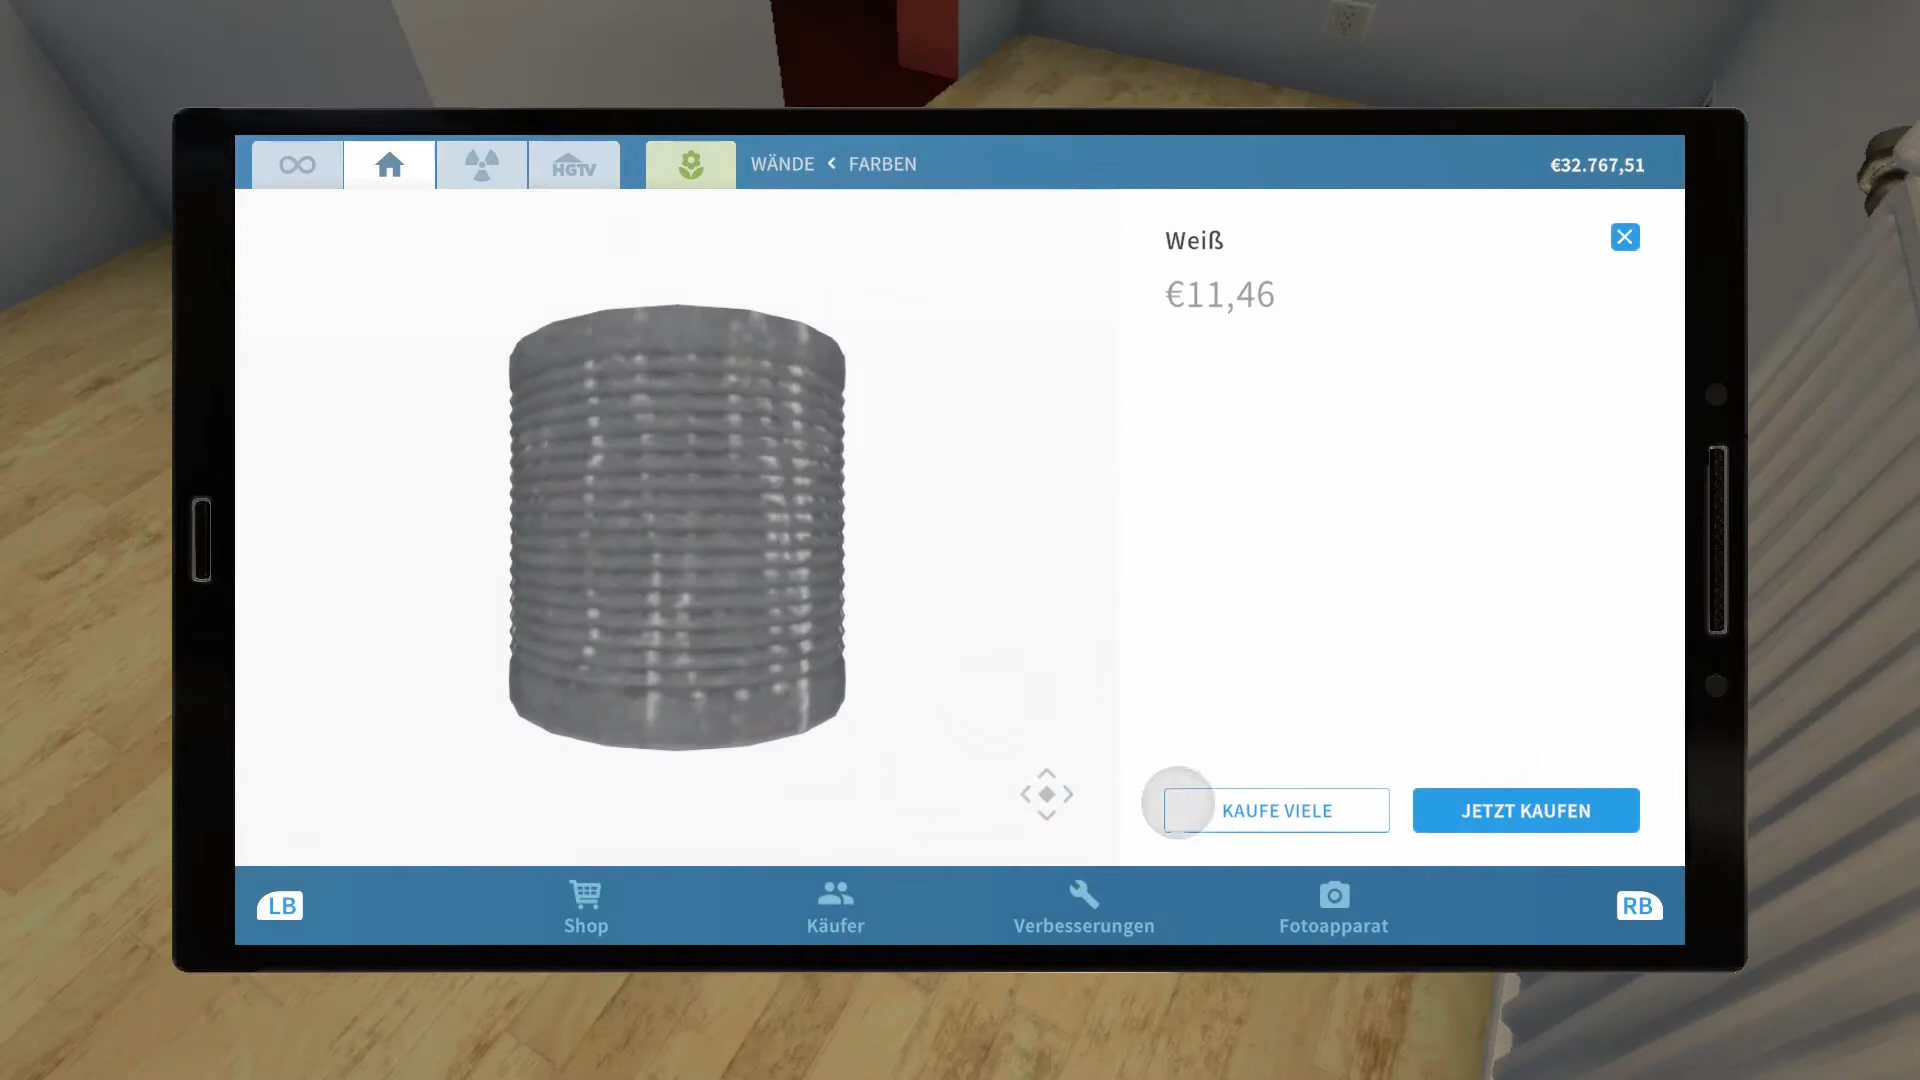 HGTV
WÄNDE < FARBEN
€32.767,51
Weiß
€11,46
KAUFE VIELE
JETZT KAUFEN
LB
Shop
Käufer
Verbesserungen
Fotoapparat
RB